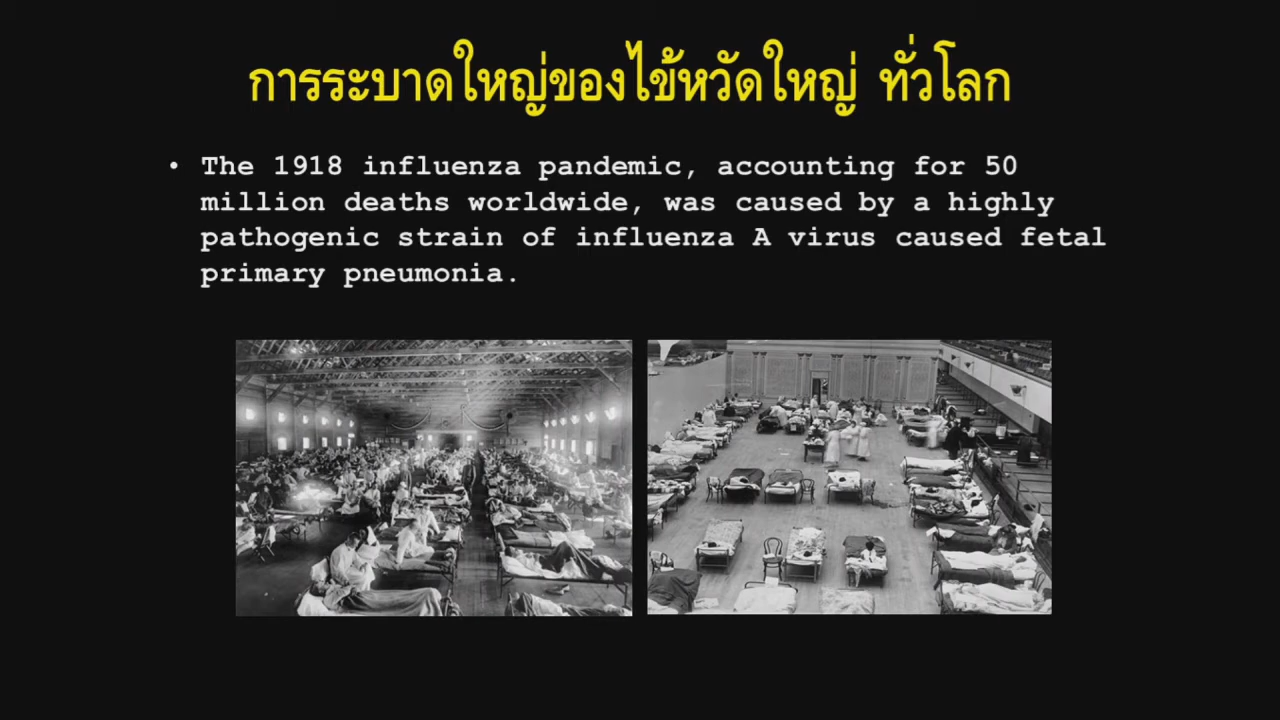 การระบาดใหญ่ของไข้หวัดใหญ่ ทั่วโลก
• The 1918 influenza pandemic, accounting for 50
million deaths worldwide, was caused by a highly
pathogenic strain of influenza A virus caused fetal
primary pneumonia.